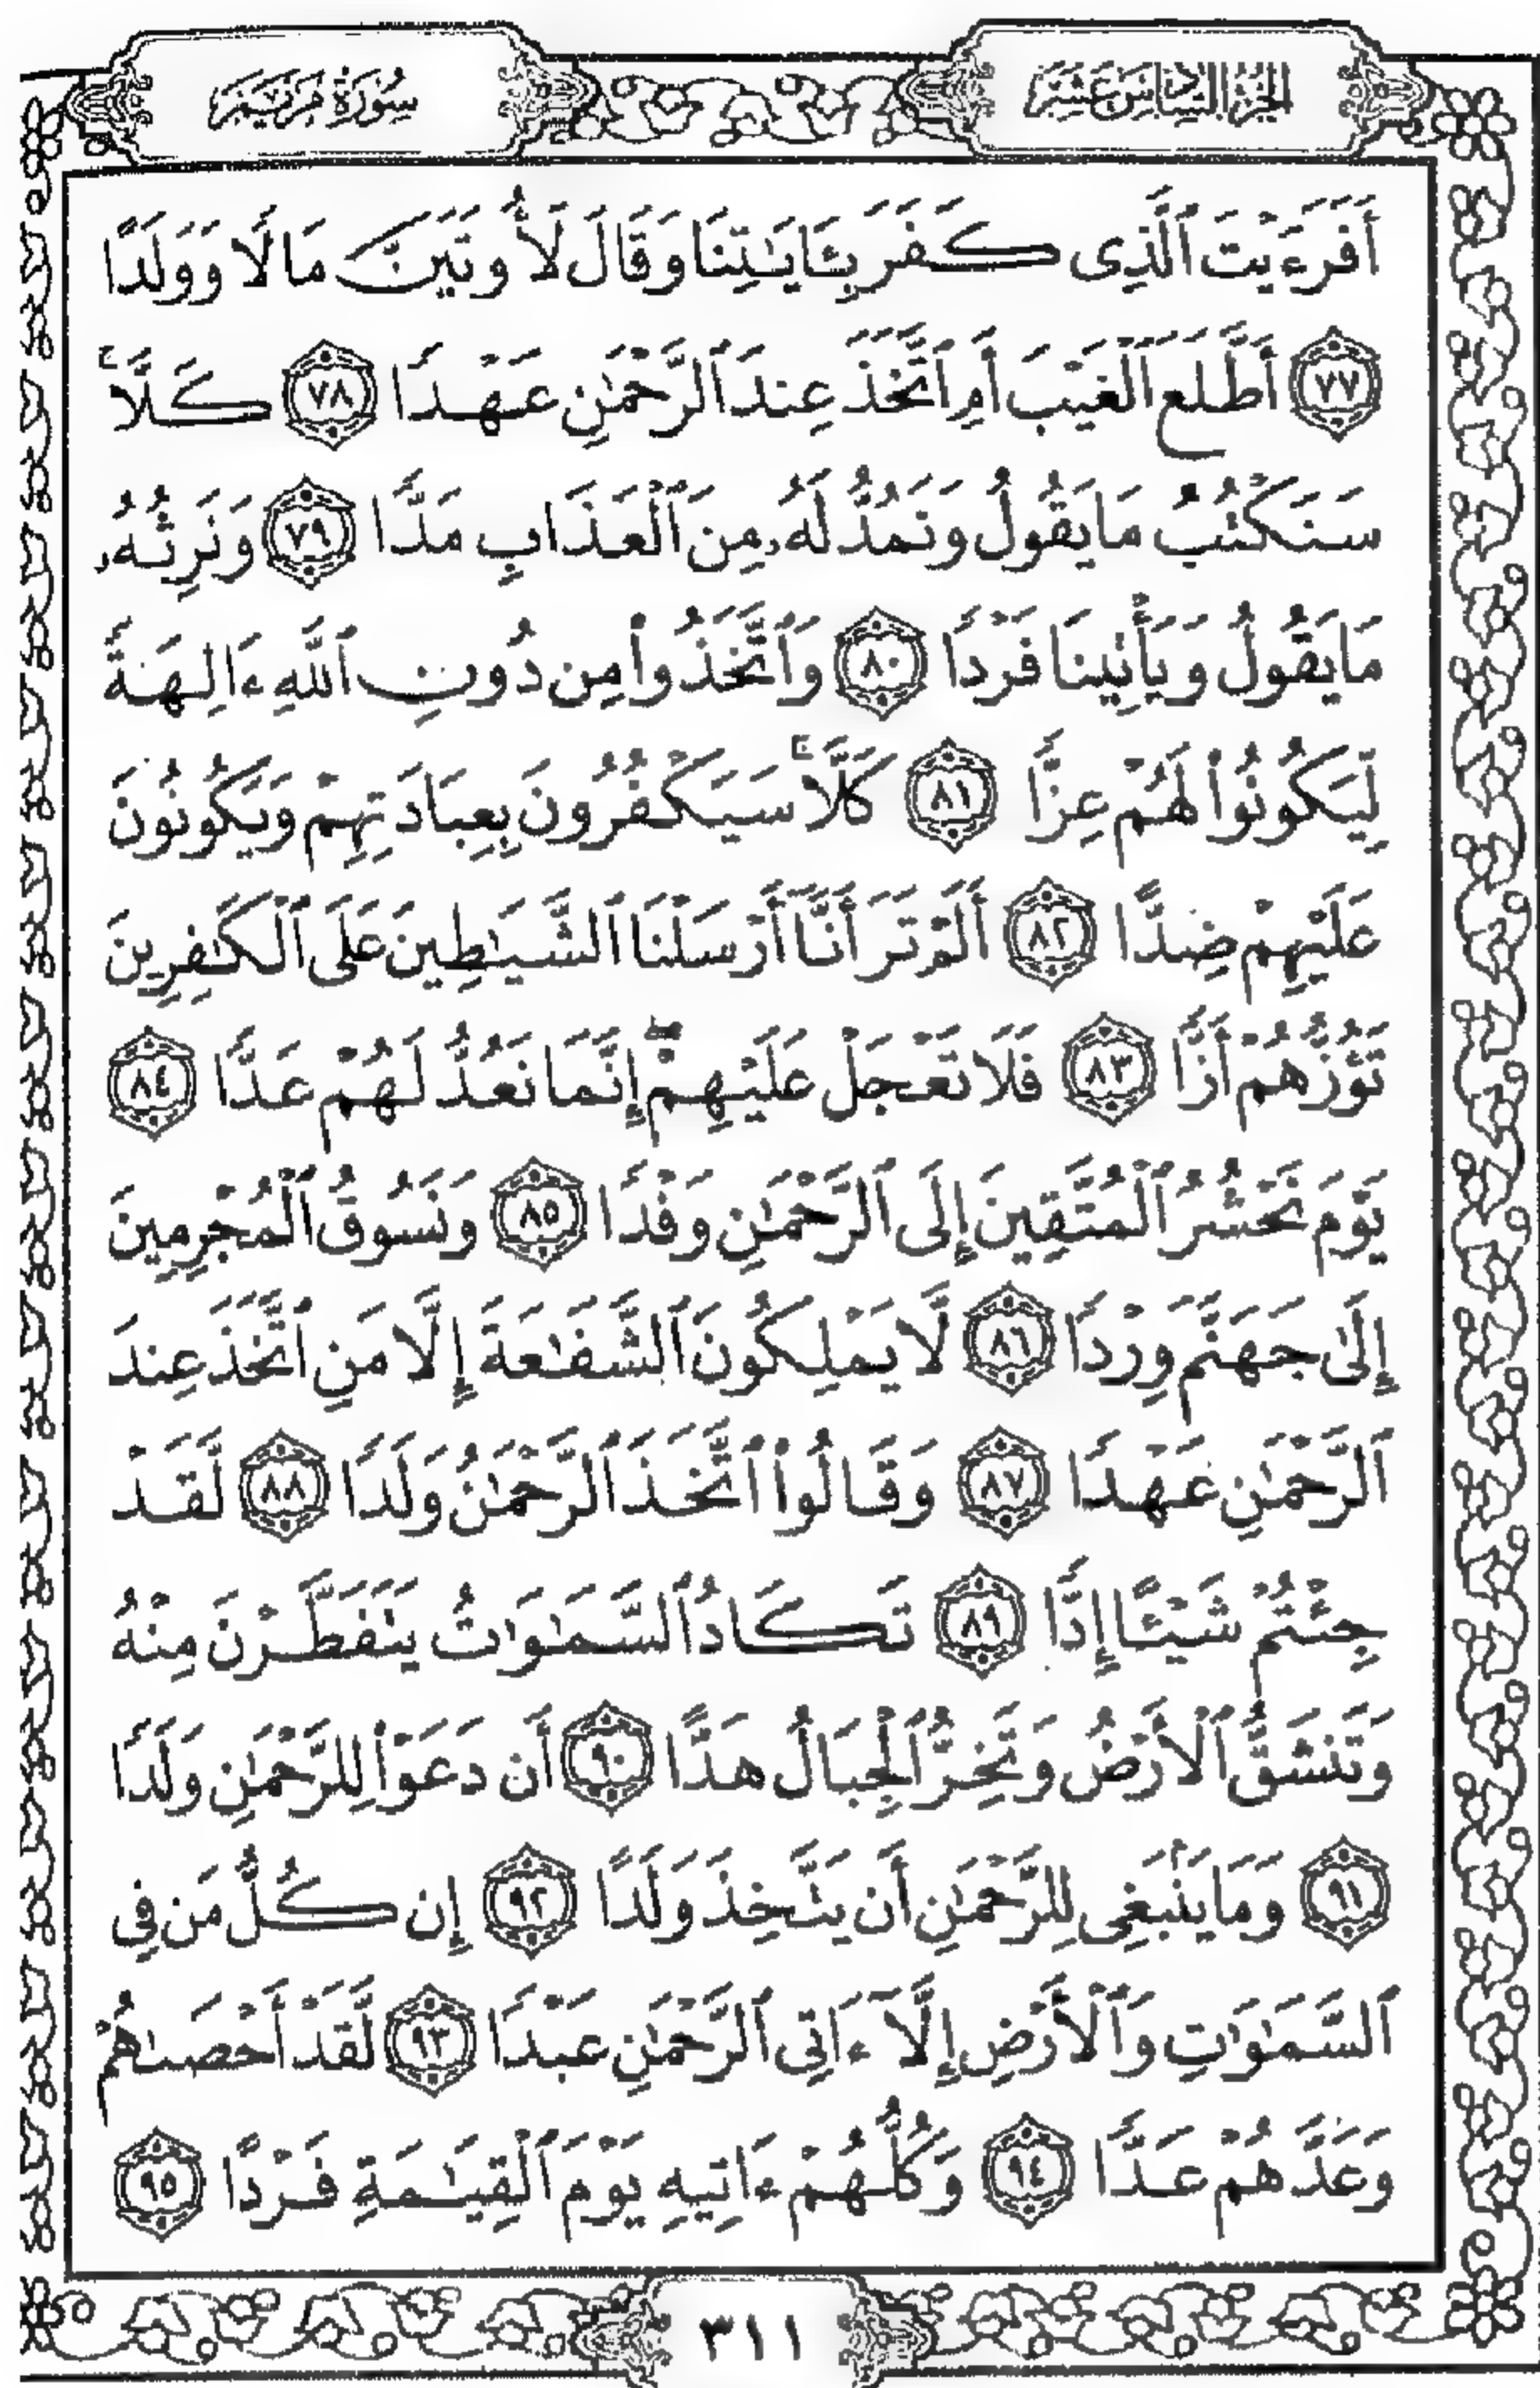 الجزء السادس عشر
سورة مريم
أَفَرَءَيْتَ ٱلَّذِى كَفَرَ بِـَٔايَٰتِنَا وَقَالَ لَأُوتَيَنَّ مَالًا وَوَلَدًا
٧٧ أَطَّلَعَ ٱلْغَيْبَ أَمِ ٱتَّخَذَ عِندَ ٱلرَّحْمَٰنِ عَهْدًا ٧٨ كَلَّا ۚ
سَنَكْتُبُ مَا يَقُولُ وَنَمُدُّ لَهُۥ مِنَ ٱلْعَذَابِ مَدًّا ٧٩ وَنَرِثُهُۥ
مَا يَقُولُ وَيَأْتِينَا فَرْدًا ٨٠ وَٱتَّخَذُوا۟ مِن دُونِ ٱللَّهِ ءَالِهَةً
لِّيَكُونُوا۟ لَهُمْ عِزًّا ٨١ كَلَّا ۚ سَيَكْفُرُونَ بِعِبَادَتِهِمْ وَيَكُونُونَ
عَلَيْهِمْ ضِدًّا ٨٢ أَلَمْ تَرَ أَنَّآ أَرْسَلْنَا ٱلشَّيَٰطِينَ عَلَى ٱلْكَٰفِرِينَ
تَؤُزُّهُمْ أَزًّا ٨٣ فَلَا تَعْجَلْ عَلَيْهِمْ ۖ إِنَّمَا نَعُدُّ لَهُمْ عَدًّا ٨٤
يَوْمَ نَحْشُرُ ٱلْمُتَّقِينَ إِلَى ٱلرَّحْمَٰنِ وَفْدًا ٨٥ وَنَسُوقُ ٱلْمُجْرِمِينَ
إِلَىٰ جَهَنَّمَ وِرْدًا ٨٦ لَّا يَمْلِكُونَ ٱلشَّفَٰعَةَ إِلَّا مَنِ ٱتَّخَذَ عِندَ
ٱلرَّحْمَٰنِ عَهْدًا ٨٧ وَقَالُوا۟ ٱتَّخَذَ ٱلرَّحْمَٰنُ وَلَدًا ٨٨ لَّقَدْ
جِئْتُمْ شَيْـًٔا إِدًّا ٨٩ تَكَادُ ٱلسَّمَٰوَٰتُ يَتَفَطَّرْنَ مِنْهُ
وَتَنشَقُّ ٱلْأَرْضُ وَتَخِرُّ ٱلْجِبَالُ هَدًّا ٩٠ أَن دَعَوْا۟ لِلرَّحْمَٰنِ وَلَدًا
٩١ وَمَا يَنۢبَغِى لِلرَّحْمَٰنِ أَن يَتَّخِذَ وَلَدًا ٩٢ إِن كُلُّ مَن فِى
ٱلسَّمَٰوَٰتِ وَٱلْأَرْضِ إِلَّآ ءَاتِى ٱلرَّحْمَٰنِ عَبْدًا ٩٣ لَّقَدْ أَحْصَىٰهُمْ
وَعَدَّهُمْ عَدًّا ٩٤ وَكُلُّهُمْ ءَاتِيهِ يَوْمَ ٱلْقِيَٰمَةِ فَرْدًا ٩٥
٣١١